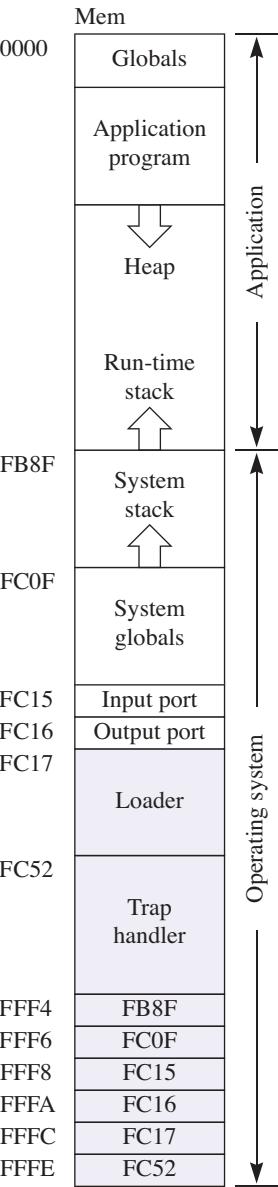 Mem
0000
Globals
Application
program
Heap
Run-time
stack
Application
FB8F
System
stack
FC0F
System
globals
FC15 Input port
FC16 Output port
FC17
Loader
FC52
Trap
handler
Operating system
FFF4 FB8F
FFF6 FC0F
FFF8 FC15
FFFA FC16
FFFC FC17
FFFE FC52